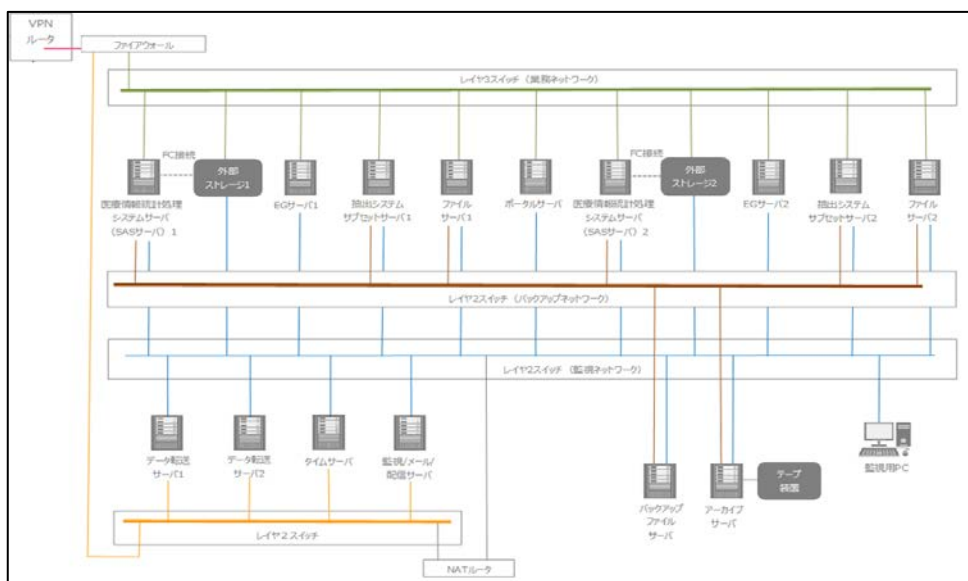 VPN
ルータ
ファイアウォール
レイヤ3スイッチ（業務ネットワーク）
FC接続
外部
ストレージ1
医療情報統計処理
システムサーバ
（SASサーバ）1
EGサーバ1
抽出システム
サブセットサーバ1
ファイル
サーバ1
ポータルサーバ
FC接続
外部
ストレージ2
医療情報統計処理
システムサーバ
（SASサーバ）2
EGサーバ2
抽出システム
サブセットサーバ2
ファイル
サーバ2
レイヤ2スイッチ（バックアップネットワーク）
レイヤ2スイッチ（監視ネットワーク）
データ転送
サーバ1
データ転送
サーバ2
タイムサーバ
監視/メール/
配信サーバ
バックアップ
ファイル
サーバ
アーカイブ
サーバ
テープ
装置
監視用PC
レイヤ２スイッチ
NATルータ